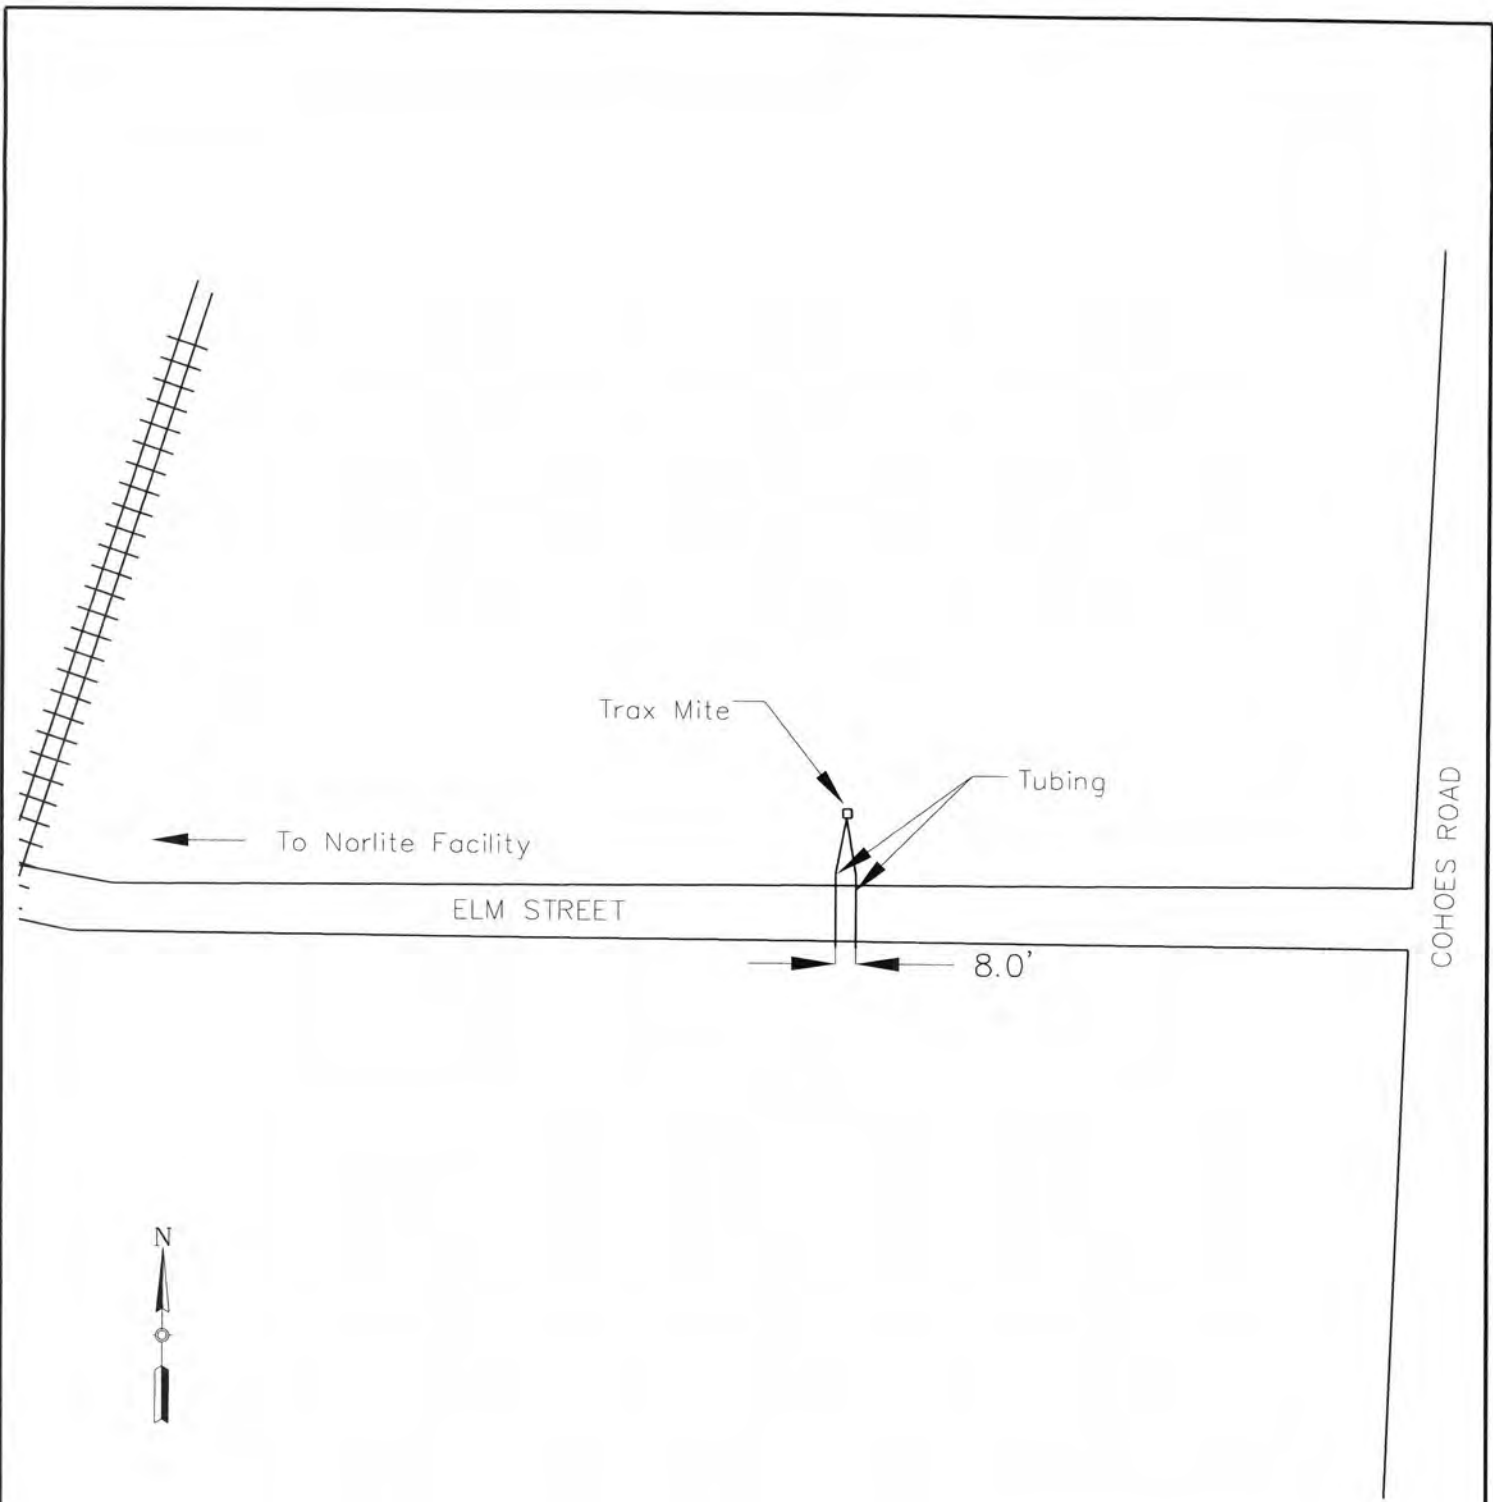 Trax Mite
Tubing
To Norlite Facility
ELM STREET
COHOES ROAD
8.0'
N